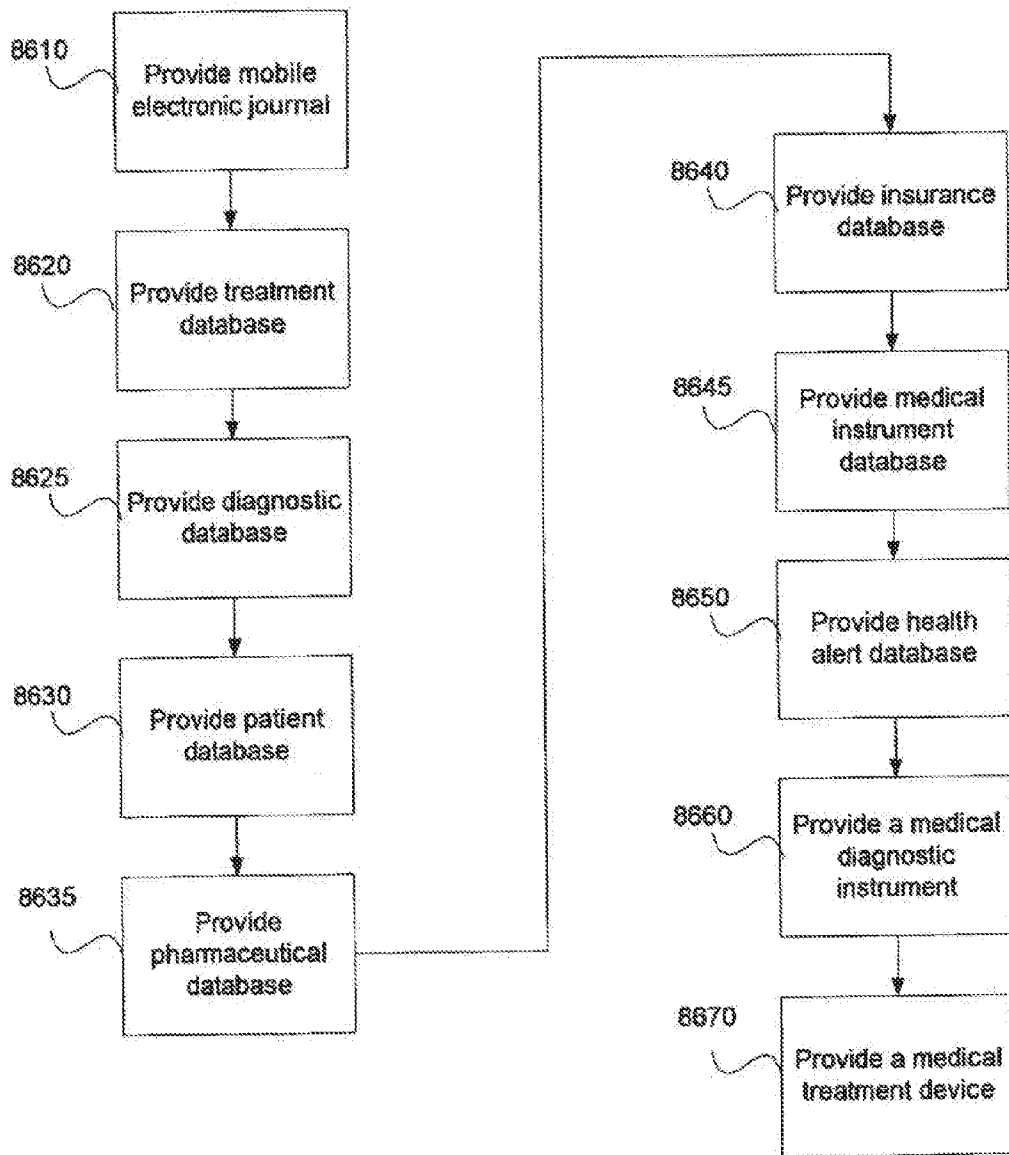 8610
Provide mobile
electronic journal
8620
Provide treatment
database
8625
Provide diagnostic
database
8630
Provide patient
database
8635
Provide
pharmaceutical
database
8640
Provide insurance
database
8645
Provide medical
instrument
database
8650
Provide health
alert database
8660
Provide a medical
diagnostic
instrument
8670
Provide a medical
treatment device